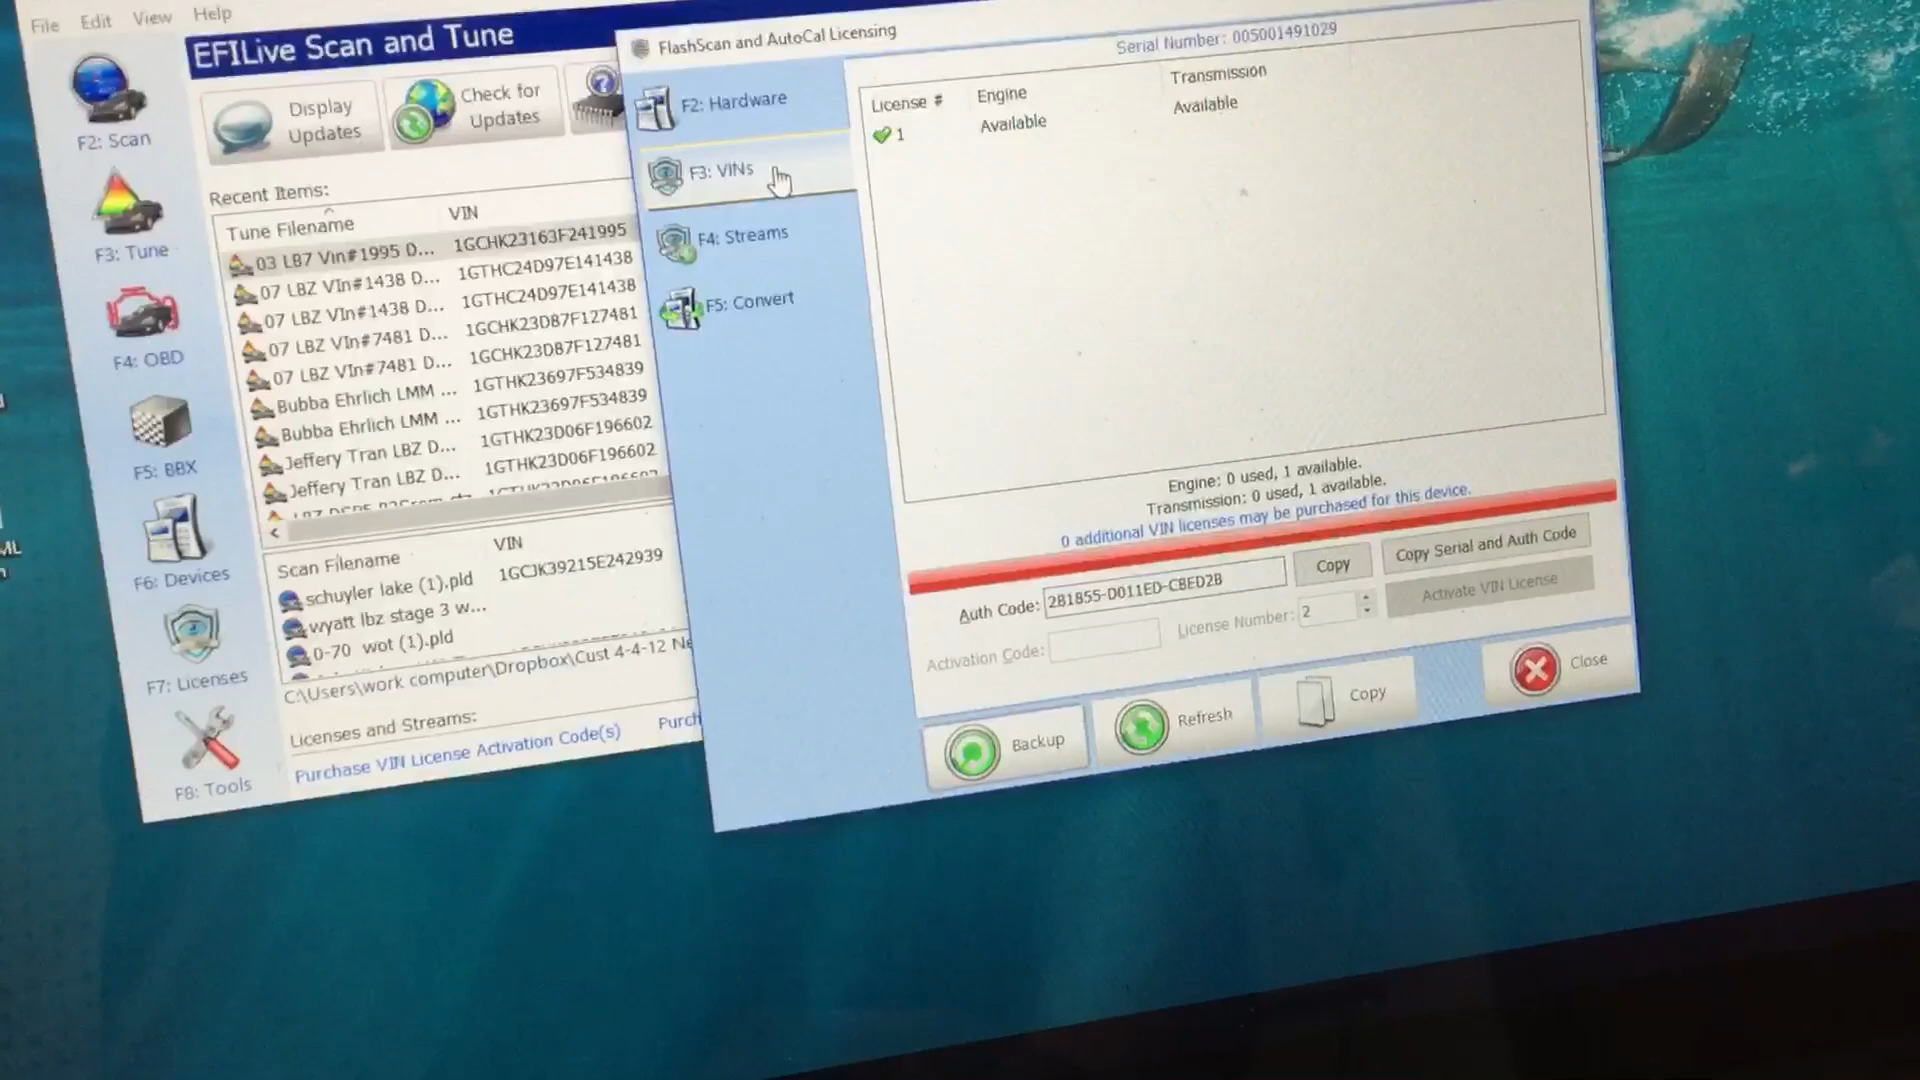 File Edit View Help
EFILive Scan and Tune
Display Updates
Check for Updates
F2: Scan
F3: Tune
F4: OBD
F5: BBX
F6: Devices
F7: Licenses
F8: Tools
Recent Items:
Tune Filename VIN
03 LB7 Vin#1995 D... 1GCHK23163F241995
07 LBZ VIn#1438 D... 1GTHC24D97E141438
07 LBZ VIn#1438 D... 1GTHC24D97E141438
07 LBZ VIn#7481 D... 1GCHK23D87F127481
07 LBZ VIn#7481 D... 1GCHK23D87F127481
Bubba Ehrlich LMM ... 1GTHK23697F534839
Bubba Ehrlich LMM ... 1GTHK23697F534839
Jeffery Tran LBZ D... 1GTHK23D06F196602
Jeffery Tran LBZ D... 1GTHK23D06F196602
Scan Filename VIN
schuyler lake (1).pld 1GCJK39215E242939
wyatt lbz stage 3 w...
0-70 wot (1).pld
C:\Users\work computer\Dropbox\Cust 4-4-12 Ne
Licenses and Streams:
Purchase VIN License Activation Code(s) Purch
FlashScan and AutoCal Licensing
Serial Number: 005001491029
F2: Hardware
F3: VINs
F4: Streams
F5: Convert
License # Engine Transmission
1 Available Available
Engine: 0 used, 1 available.
Transmission: 0 used, 1 available.
0 additional VIN licenses may be purchased for this device.
Auth Code: 2B1855-D011ED-C8ED2B Copy Copy Serial and Auth Code
Activation Code: License Number: 2 Activate VIN License
Backup Refresh Copy Close